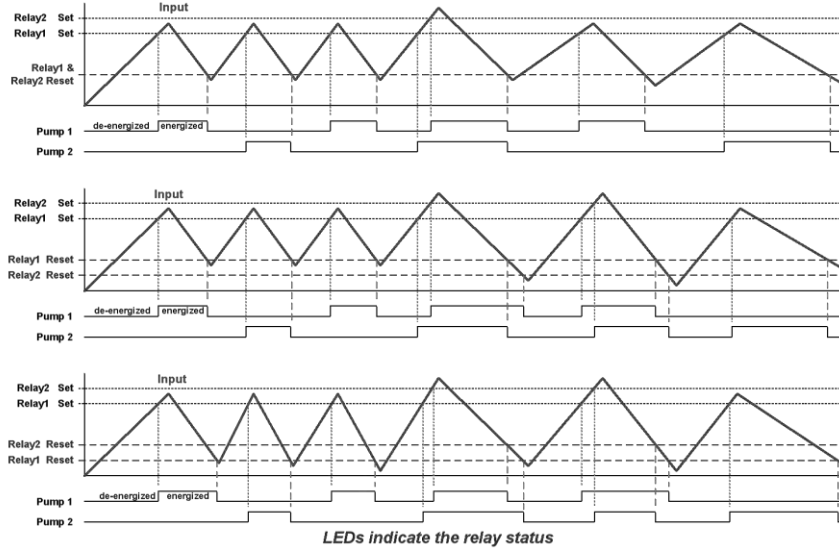 Input
Relay2 Set
Relay1 Set
Relay1 &
Relay2 Reset
Pump 1 de-energized energized
Pump 2
Input
Relay2 Set
Relay1 Set
Relay1 Reset
Relay2 Reset
Pump 1 de-energized energized
Pump 2
Input
Relay2 Set
Relay1 Set
Relay2 Reset
Relay1 Reset
Pump 1 de-energized energized
Pump 2
LEDs indicate the relay status